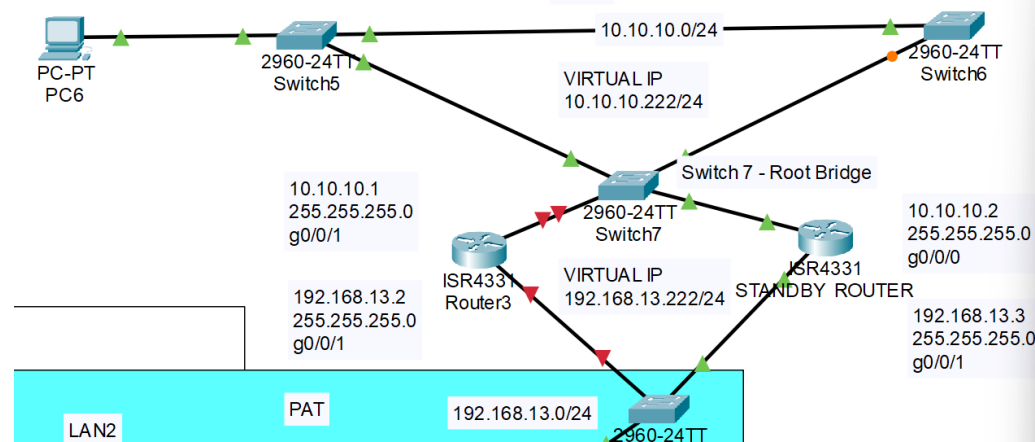 10.10.10.0/24
PC-PT
PC6
2960-24TT
Switch5
2960-24TT
Switch6
VIRTUAL IP
10.10.10.222/24
Switch 7 - Root Bridge
10.10.10.1
255.255.255.0
g0/0/1
2960-24TT
Switch7
10.10.10.2
255.255.255.0
g0/0/0
ISR4331
Router3
VIRTUAL IP
192.168.13.222/24
ISR4331
STANDBY ROUTER
192.168.13.2
255.255.255.0
g0/0/1
192.168.13.3
255.255.255.0
g0/0/1
PAT
192.168.13.0/24
LAN2
2960-24TT